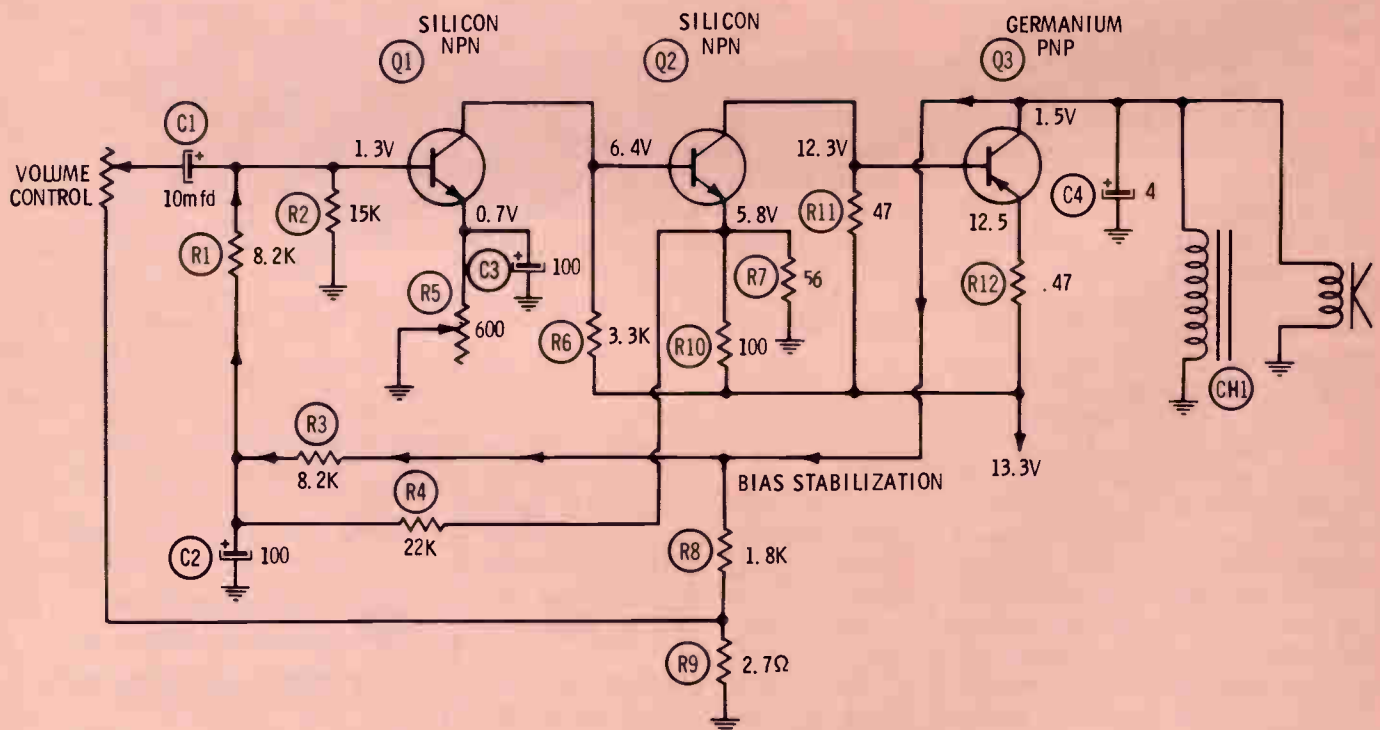 SILICON
NPN
Q1
SILICON
NPN
Q2
GERMANIUM
PNP
Q3
C1
10mfd
VOLUME
CONTROL
R1
8.2K
R2
15K
1.3V
0.7V
C3
100
R5
600
6.4V
5.8V
R6
3.3K
R10
100
R7
56
12.3V
R11
47
1.5V
12.5
R12
.47
C4
4
CH1
13.3V
R3
8.2K
BIAS STABILIZATION
R4
22K
C2
100
R8
1.8K
R9
2.7Ω